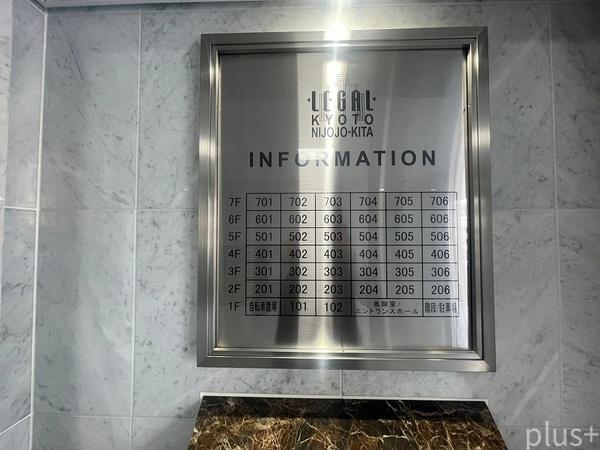 LEGAL
KYOTO
NIJOJO-KITA
INFORMATION
7F 701 702 703 704 705 706
6F 601 602 603 604 605 606
5F 501 502 503 504 505 506
4F 401 402 403 404 405 406
3F 301 302 303 304 305 306
2F 201 202 203 204 205 206
1F 自転車置場 101 102 風除室/エントランスホール 階段/駐車場
plus+